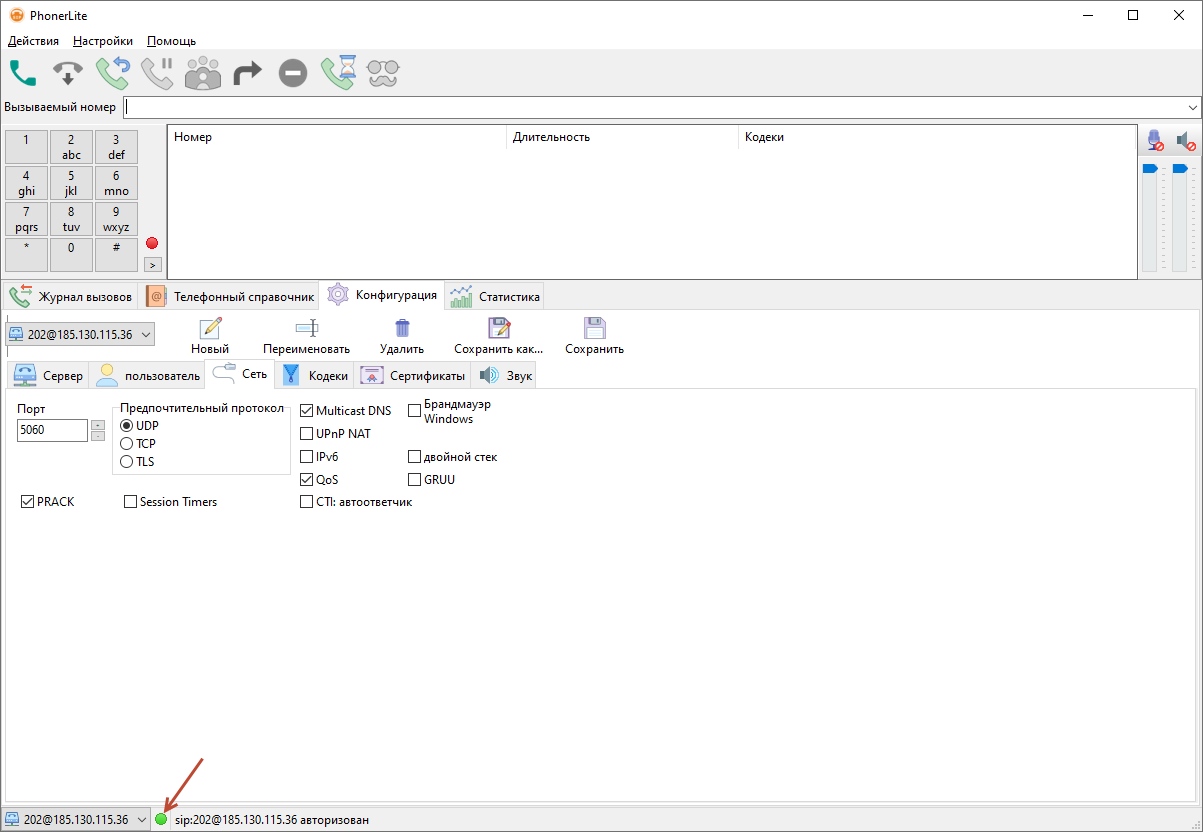 PhonerLite
Действия Настройки Помощь
Вызываемый номер
1 2 3
abc def
4 5 6
ghi jkl mno
7 8 9
pqrs tuv wxyz
* 0 #
>
Номер Длительность Кодеки
Журнал вызовов Телефонный справочник Конфигурация Статистика
202@185.130.115.36
Новый Переименовать Удалить Сохранить как... Сохранить
Сервер пользователь Сеть Кодеки Сертификаты Звук
Порт
5060
Предпочтительный протокол
UDP
TCP
TLS
Multicast DNS
Брандмауэр
Windows
UPnP NAT
IPv6 двойной стек
QoS GRUU
PRACK Session Timers CTI: автоответчик
202@185.130.115.36 sip:202@185.130.115.36 авторизован